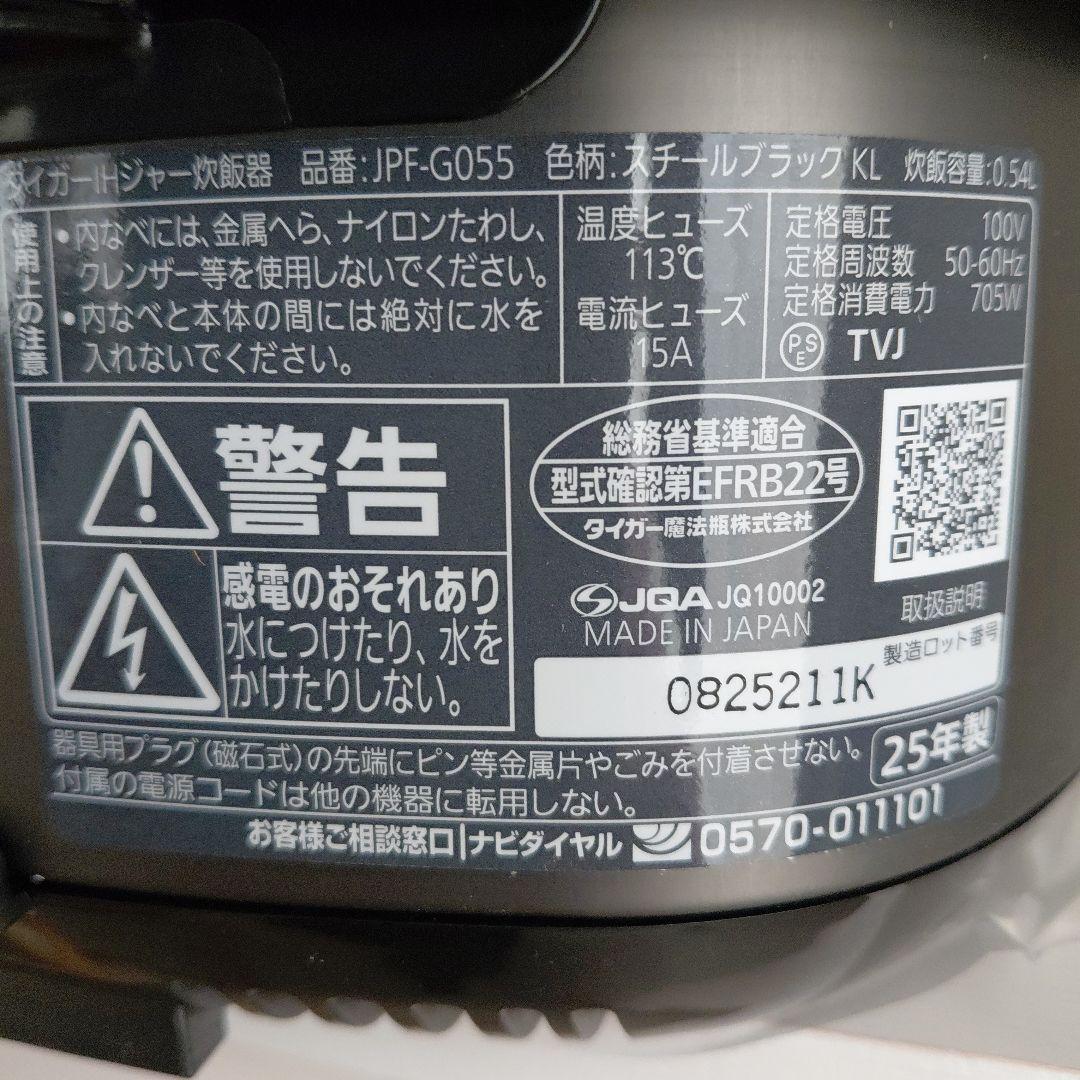 タイガーIHジャー炊飯器 品番:JPF-G055 色柄:スチールブラック KL 炊飯容量:0.54L
使用上の注意
・内なべには、金属へら、ナイロンたわし、
クレンザー等を使用しないでください。
・内なべと本体の間には絶対に水を
入れないでください。
温度ヒューズ
113℃
電流ヒューズ
15A
定格電圧 100V
定格周波数 50-60Hz
定格消費電力 705W
PSE TVJ
警告
感電のおそれあり
水につけたり、水を
かけたりしない。
総務省基準適合
型式確認第EFRB22号
タイガー魔法瓶株式会社
JQA JQ10002
MADE IN JAPAN
取扱説明
製造ロット番号
0825211K
器具用プラグ(磁石式)の先端にピン等金属片やごみを付着させない。
付属の電源コードは他の機器に転用しない。
25年製
お客様ご相談窓口|ナビダイヤル 0570-011101